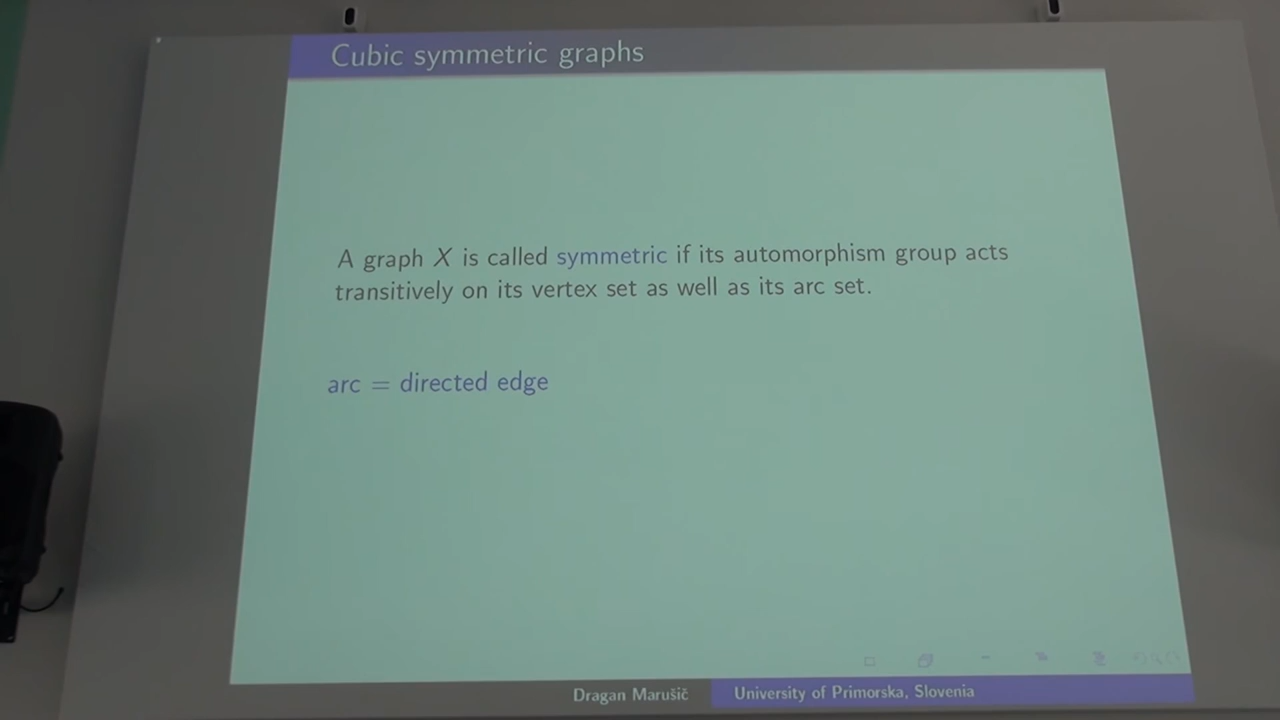 Cubic symmetric graphs
A graph X is called symmetric if its automorphism group acts
transitively on its vertex set as well as its arc set.
arc = directed edge
Dragan Marušič
University of Primorska, Slovenia